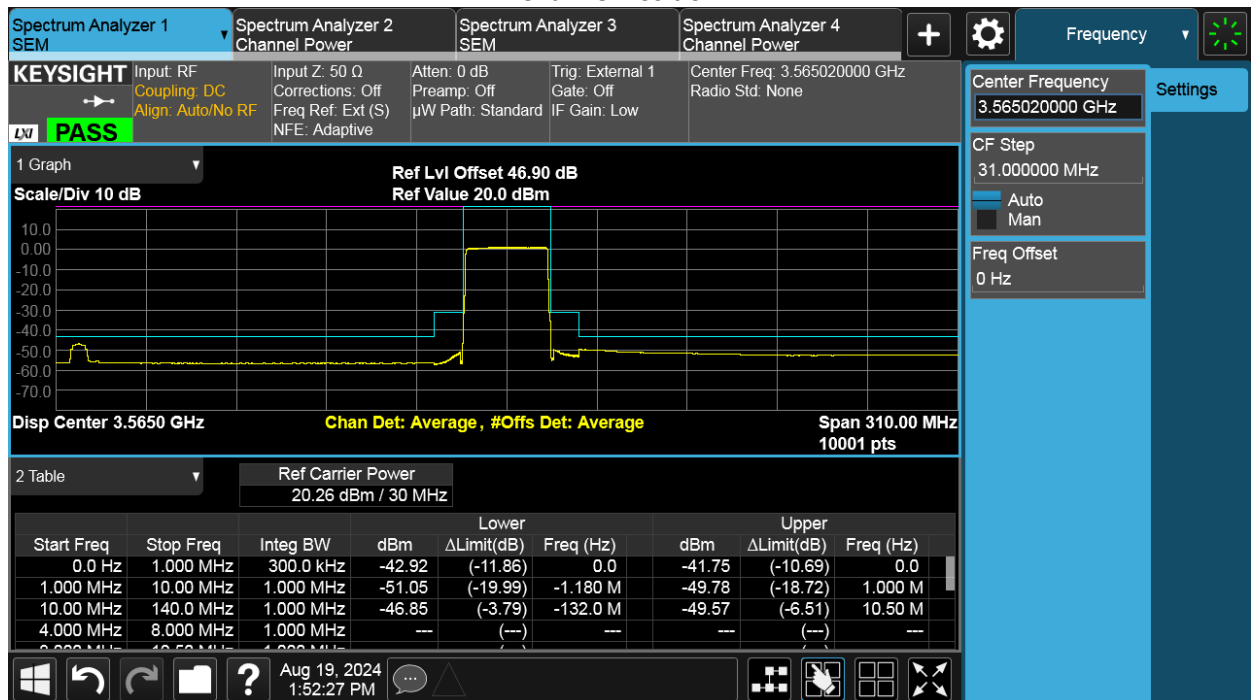 Spectrum Analyzer 1
SEM
Spectrum Analyzer 2
Channel Power
Spectrum Analyzer 3
SEM
Spectrum Analyzer 4
Channel Power
+
Frequency
KEYSIGHT
LXI
PASS
Input: RF
Coupling: DC
Align: Auto/No RF
Input Z: 50 Ω
Corrections: Off
Freq Ref: Ext (S)
NFE: Adaptive
Atten: 0 dB
Preamp: Off
µW Path: Standard
Trig: External 1
Gate: Off
IF Gain: Low
Center Freq: 3.565020000 GHz
Radio Std: None
Center Frequency
3.565020000 GHz
Settings
CF Step
31.000000 MHz
Auto
Man
Freq Offset
0 Hz
1 Graph
Scale/Div 10 dB
Ref Lvl Offset 46.90 dB
Ref Value 20.0 dBm
10.0
0.00
-10.0
-20.0
-30.0
-40.0
-50.0
-60.0
-70.0
Disp Center 3.5650 GHz
Chan Det: Average , #Offs Det: Average
Span 310.00 MHz
10001 pts
2 Table
Ref Carrier Power
20.26 dBm / 30 MHz
Lower Upper
Start Freq Stop Freq Integ BW dBm ΔLimit(dB) Freq (Hz) dBm ΔLimit(dB) Freq (Hz)
0.0 Hz 1.000 MHz 300.0 kHz -42.92 (-11.86) 0.0 -41.75 (-10.69) 0.0
1.000 MHz 10.00 MHz 1.000 MHz -51.05 (-19.99) -1.180 M -49.78 (-18.72) 1.000 M
10.00 MHz 140.0 MHz 1.000 MHz -46.85 (-3.79) -132.0 M -49.57 (-6.51) 10.50 M
4.000 MHz 8.000 MHz 1.000 MHz --- (---) --- --- (---) ---
?
Aug 19, 2024
1:52:27 PM